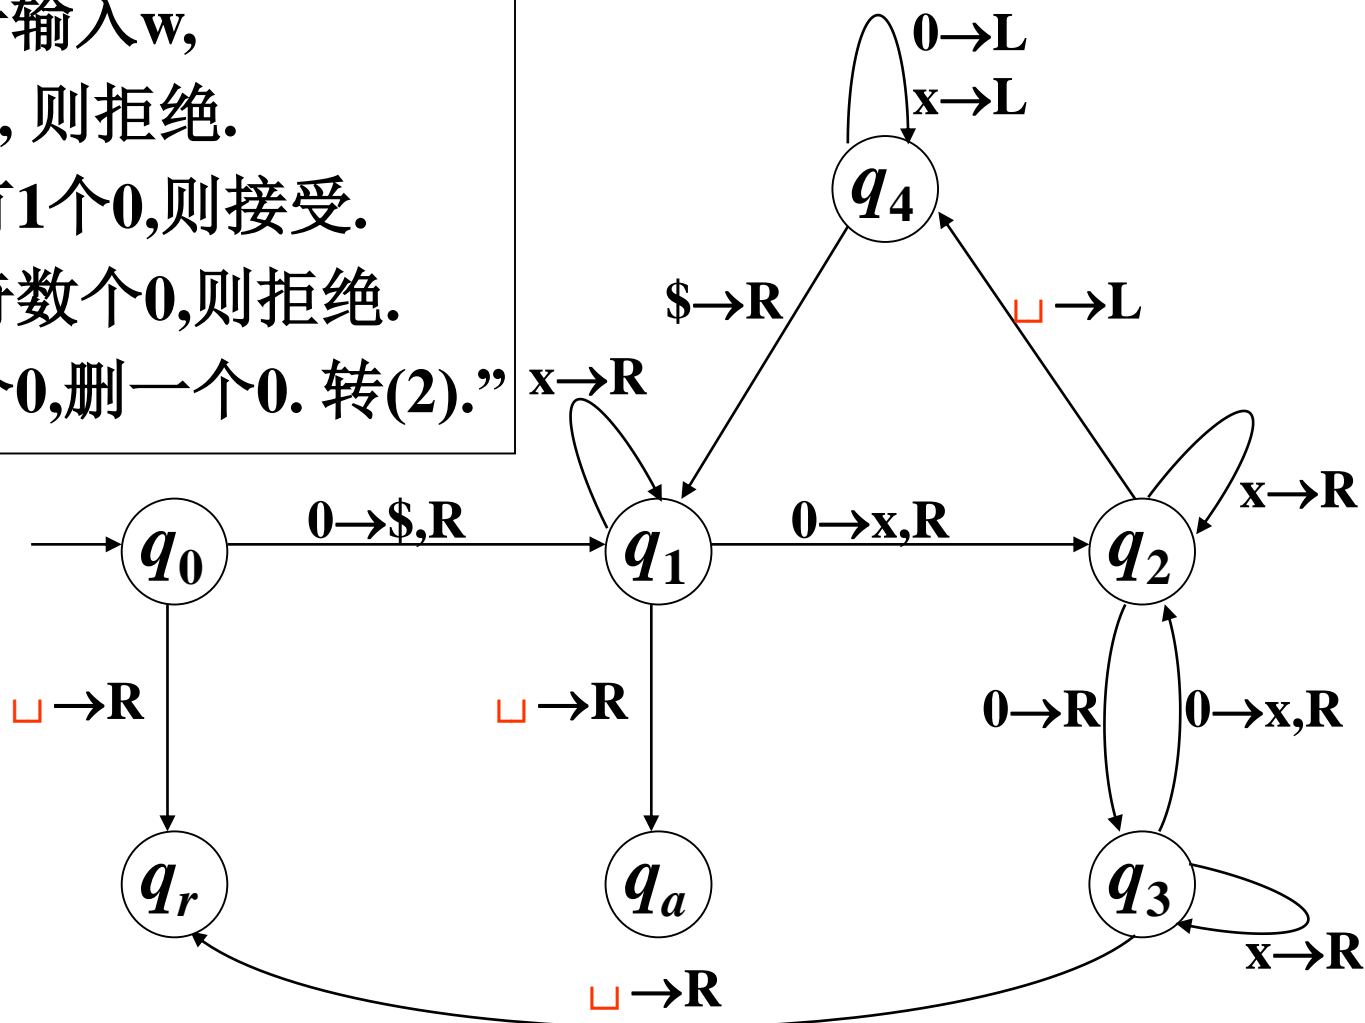 输入w,
, 则拒绝.
1个0,则接受.
数个0,则拒绝.
0,删一个0. 转(2).”
0→L
x→L
q4
$→R
␣→L
x→R
x→R
q0
0→$,R
q1
0→x,R
q2
␣→R
␣→R
0→R
0→x,R
qr
qa
q3
x→R
␣→R